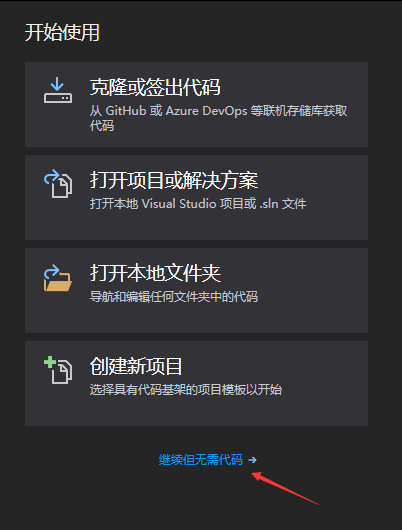 开始使用
克隆或签出代码
从 GitHub 或 Azure DevOps 等联机存储库获取
代码
打开项目或解决方案
打开本地 Visual Studio 项目或 .sln 文件
打开本地文件夹
导航和编辑任何文件夹中的代码
创建新项目
选择具有代码基架的项目模板以开始
继续但无需代码 →